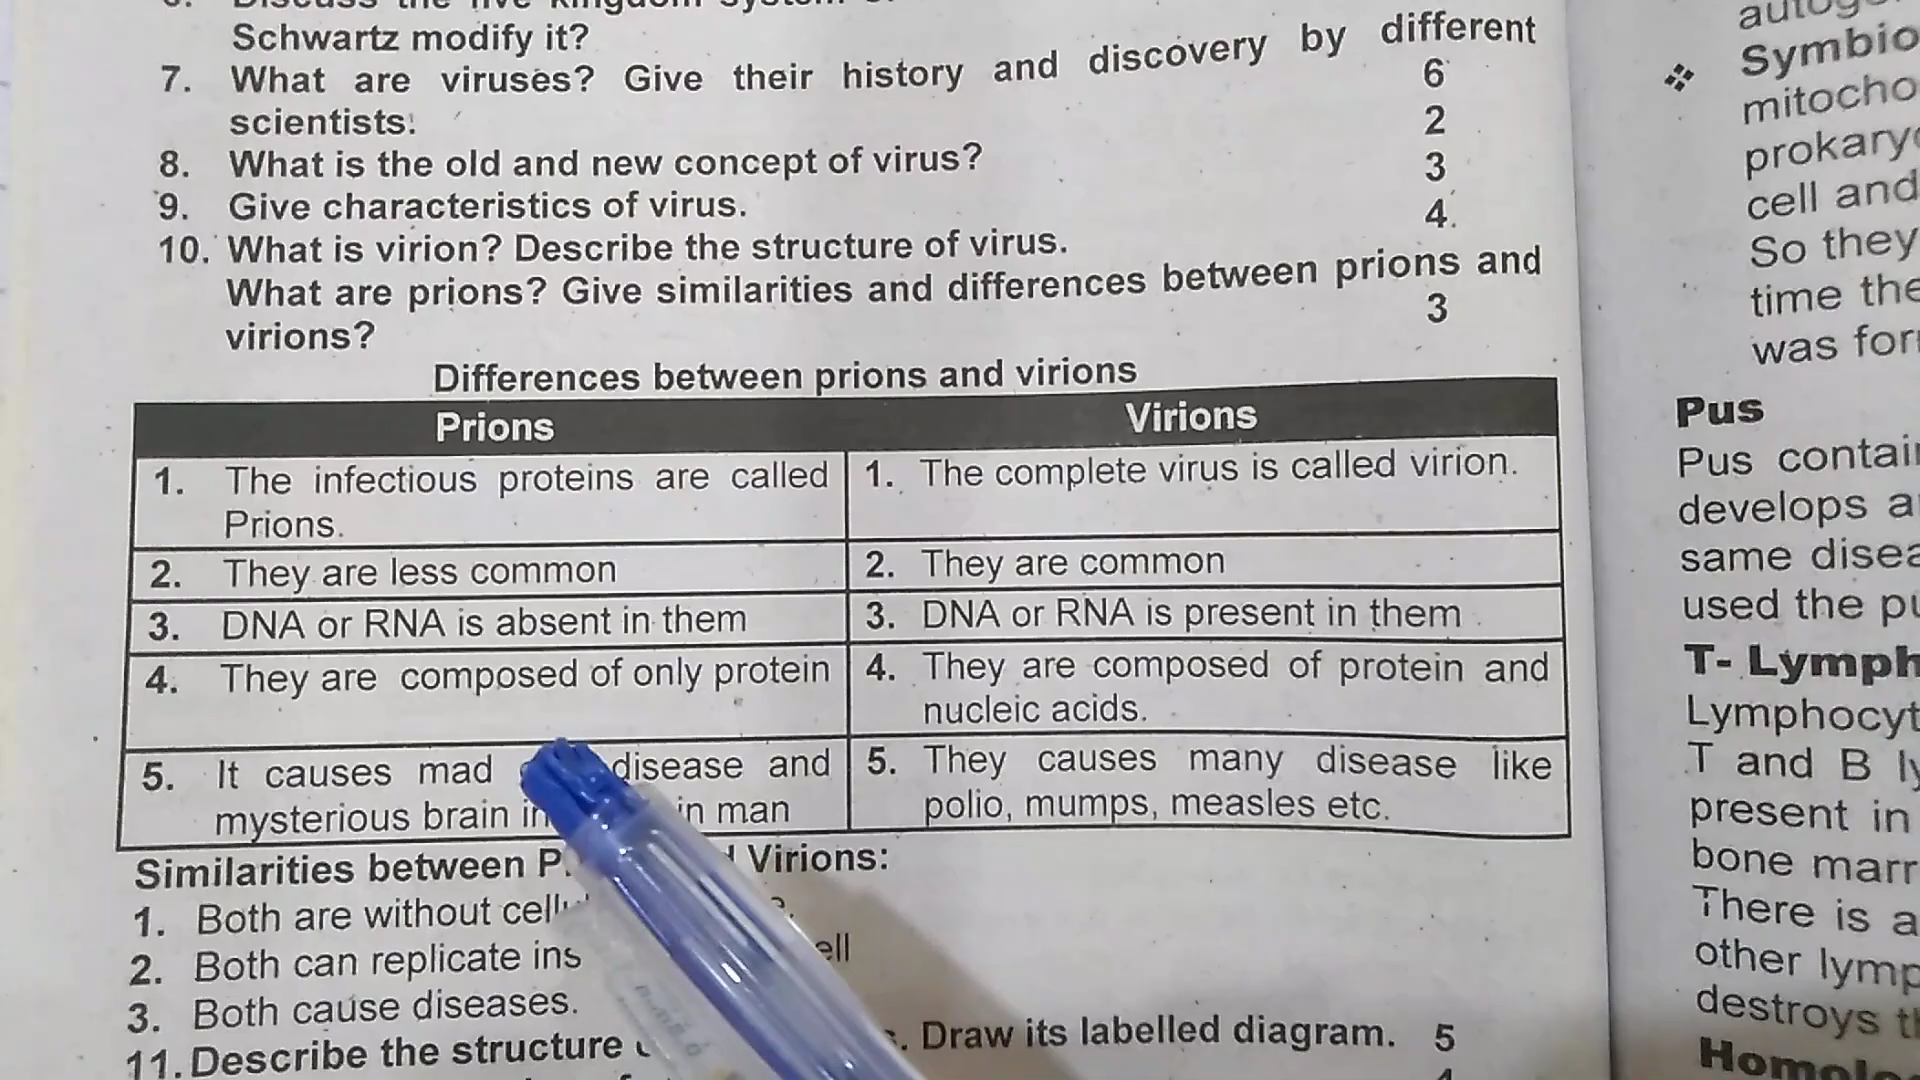 Schwartz modify it?
7. What are viruses? Give their history and discovery by different
scientists. 6
2
8. What is the old and new concept of virus? 3
9. Give characteristics of virus. 4.
10. What is virion? Describe the structure of virus.
What are prions? Give similarities and differences between prions and
virions? 3
Differences between prions and virions
Prions Virions
1. The infectious proteins are called
Prions.
1. The complete virus is called virion.
2. They are less common
2. They are common
3. DNA or RNA is absent in them
3. DNA or RNA is present in them
4. They are composed of only protein
4. They are composed of protein and
nucleic acids.
5. It causes mad disease and
mysterious brain in man
5. They causes many disease like
polio, mumps, measles etc.
Similarities between Virions:
1. Both are without
2. Both can replicate
3. Both cause diseases.
11. Describe the structure Draw its labelled diagram. 5
❖ Symbio
mitocho
prokary
cell and
So they
time the
was for
Pus
Pus contai
develops a
same disea
used the pu
T- Lymph
Lymphocyt
T and B ly
present in
bone marr
There is a
other lymp
destroys th
Homolo